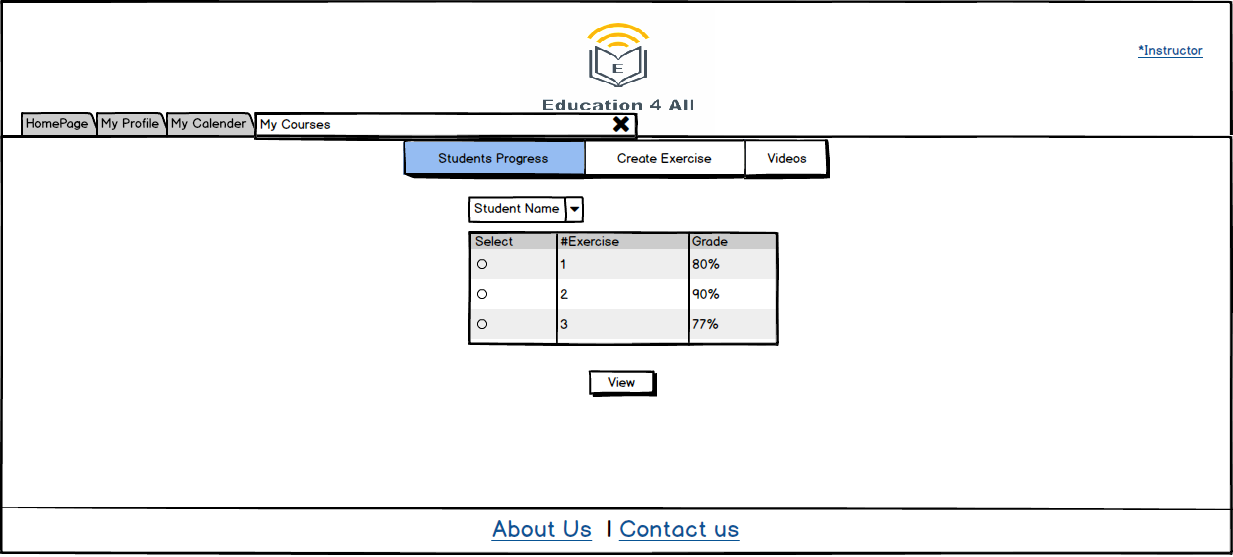 *Instructor
E
Education 4 All
HomePage My Profile My Calender My Courses
Students Progress Create Exercise Videos
Student Name
Select #Exercise Grade
1 80%
2 90%
3 77%
View
About Us | Contact us